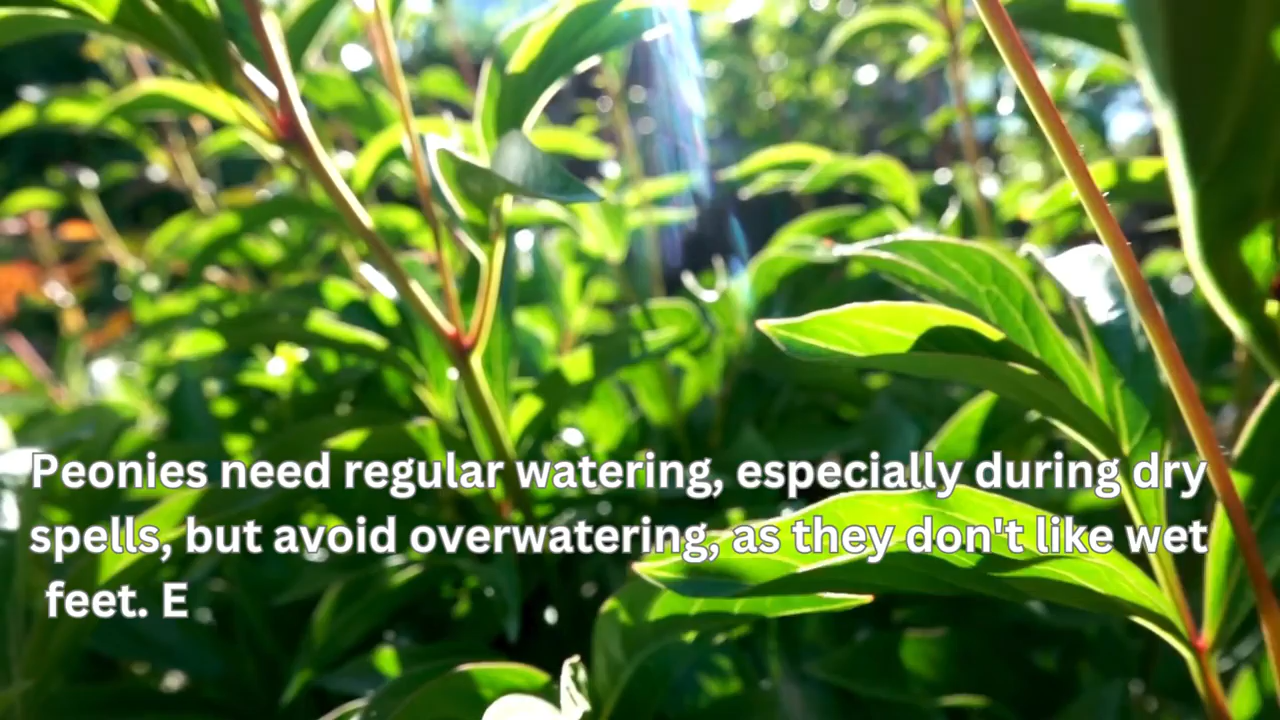 Peonies need regular watering, especially during dry
spells, but avoid overwatering, as they don't like wet
feet. E